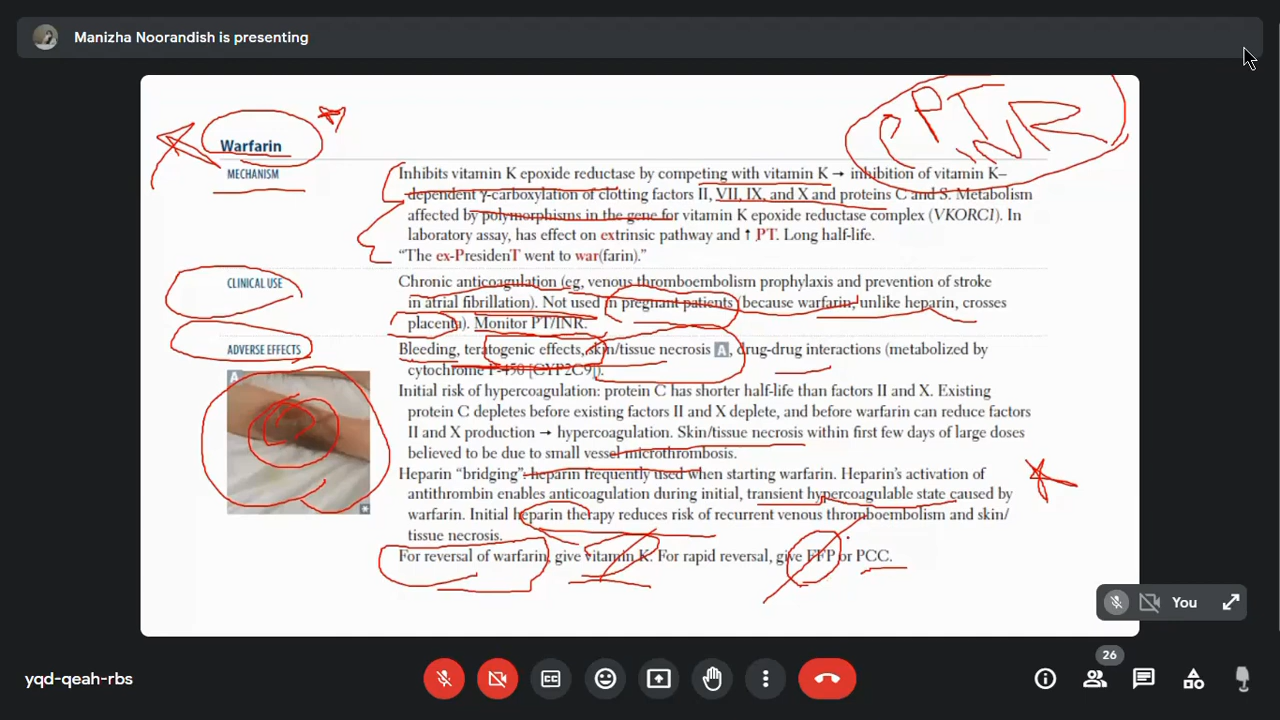 Manizha Noorandish is presenting
PT
INR
Warfarin
MECHANISM
Inhibits vitamin K epoxide reductase by competing with vitamin K → inhibition of vitamin K–
dependent γ-carboxylation of clotting factors II, VII, IX, and X and proteins C and S. Metabolism
affected by polymorphisms in the gene for vitamin K epoxide reductase complex (VKORC1). In
laboratory assay, has effect on extrinsic pathway and ↑ PT. Long half-life.
“The ex-PresidenT went to war(farin).”
CLINICAL USE
Chronic anticoagulation (eg, venous thromboembolism prophylaxis and prevention of stroke
in atrial fibrillation). Not used in pregnant patients (because warfarin, unlike heparin, crosses
placenta). Monitor PT/INR.
ADVERSE EFFECTS
Bleeding, teratogenic effects, skin/tissue necrosis A, drug-drug interactions (metabolized by
cytochrome P-450 [CYP2C9]).
A
Initial risk of hypercoagulation: protein C has shorter half-life than factors II and X. Existing
protein C depletes before existing factors II and X deplete, and before warfarin can reduce factors
II and X production → hypercoagulation. Skin/tissue necrosis within first few days of large doses
believed to be due to small vessel microthrombosis.
Heparin “bridging”: heparin frequently used when starting warfarin. Heparin’s activation of
antithrombin enables anticoagulation during initial, transient hypercoagulable state caused by
warfarin. Initial heparin therapy reduces risk of recurrent venous thromboembolism and skin/
tissue necrosis.
For reversal of warfarin, give vitamin K. For rapid reversal, give FFP or PCC.
You
yqd-qeah-rbs
26